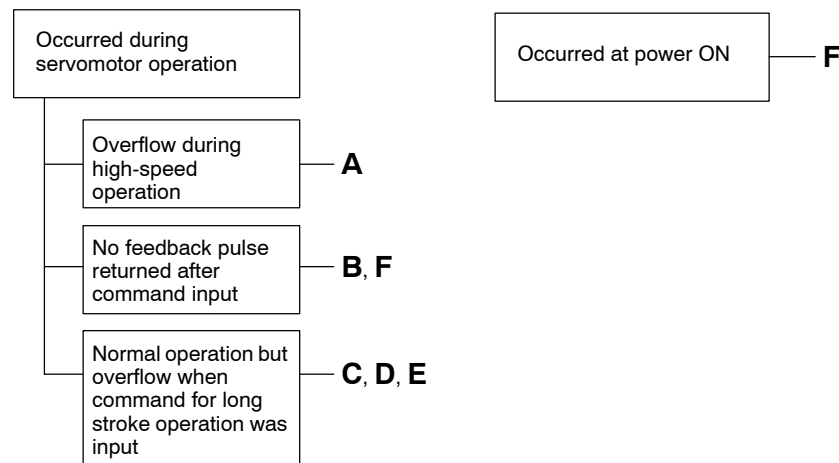 Occurred during
servomotor operation
Overflow during
high-speed
operation
A
No feedback pulse
returned after
command input
B, F
Normal operation but
overflow when
command for long
stroke operation was
input
C, D, E
Occurred at power ON
F